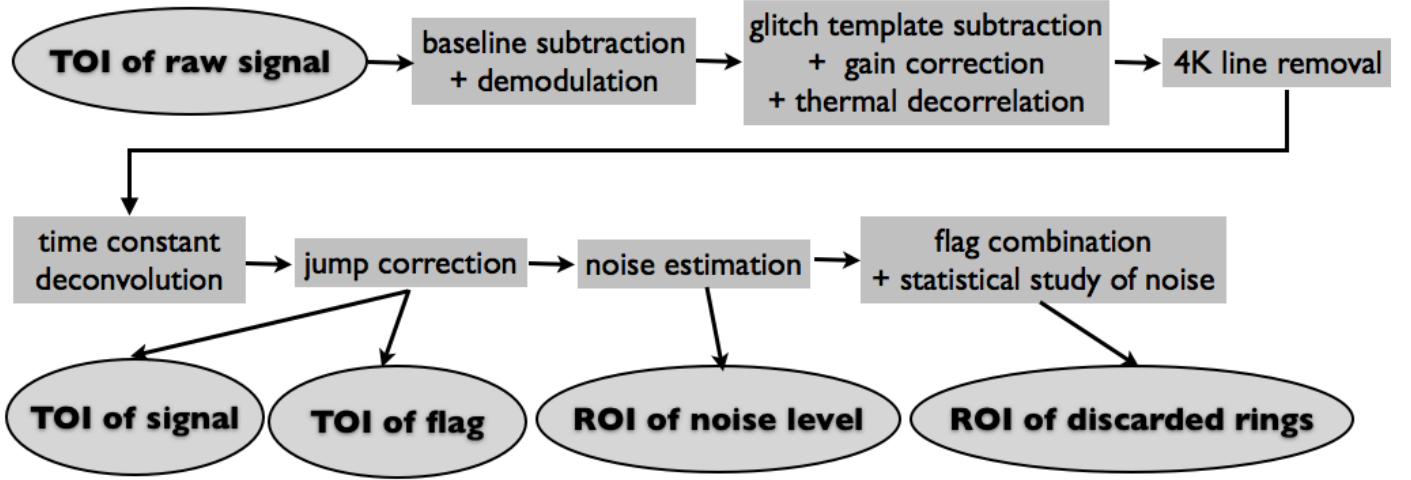 TOI of raw signal
baseline subtraction
+ demodulation
glitch template subtraction
+ gain correction
+ thermal decorrelation
4K line removal
time constant
deconvolution
jump correction
noise estimation
flag combination
+ statistical study of noise
TOI of signal
TOI of flag
ROI of noise level
ROI of discarded rings